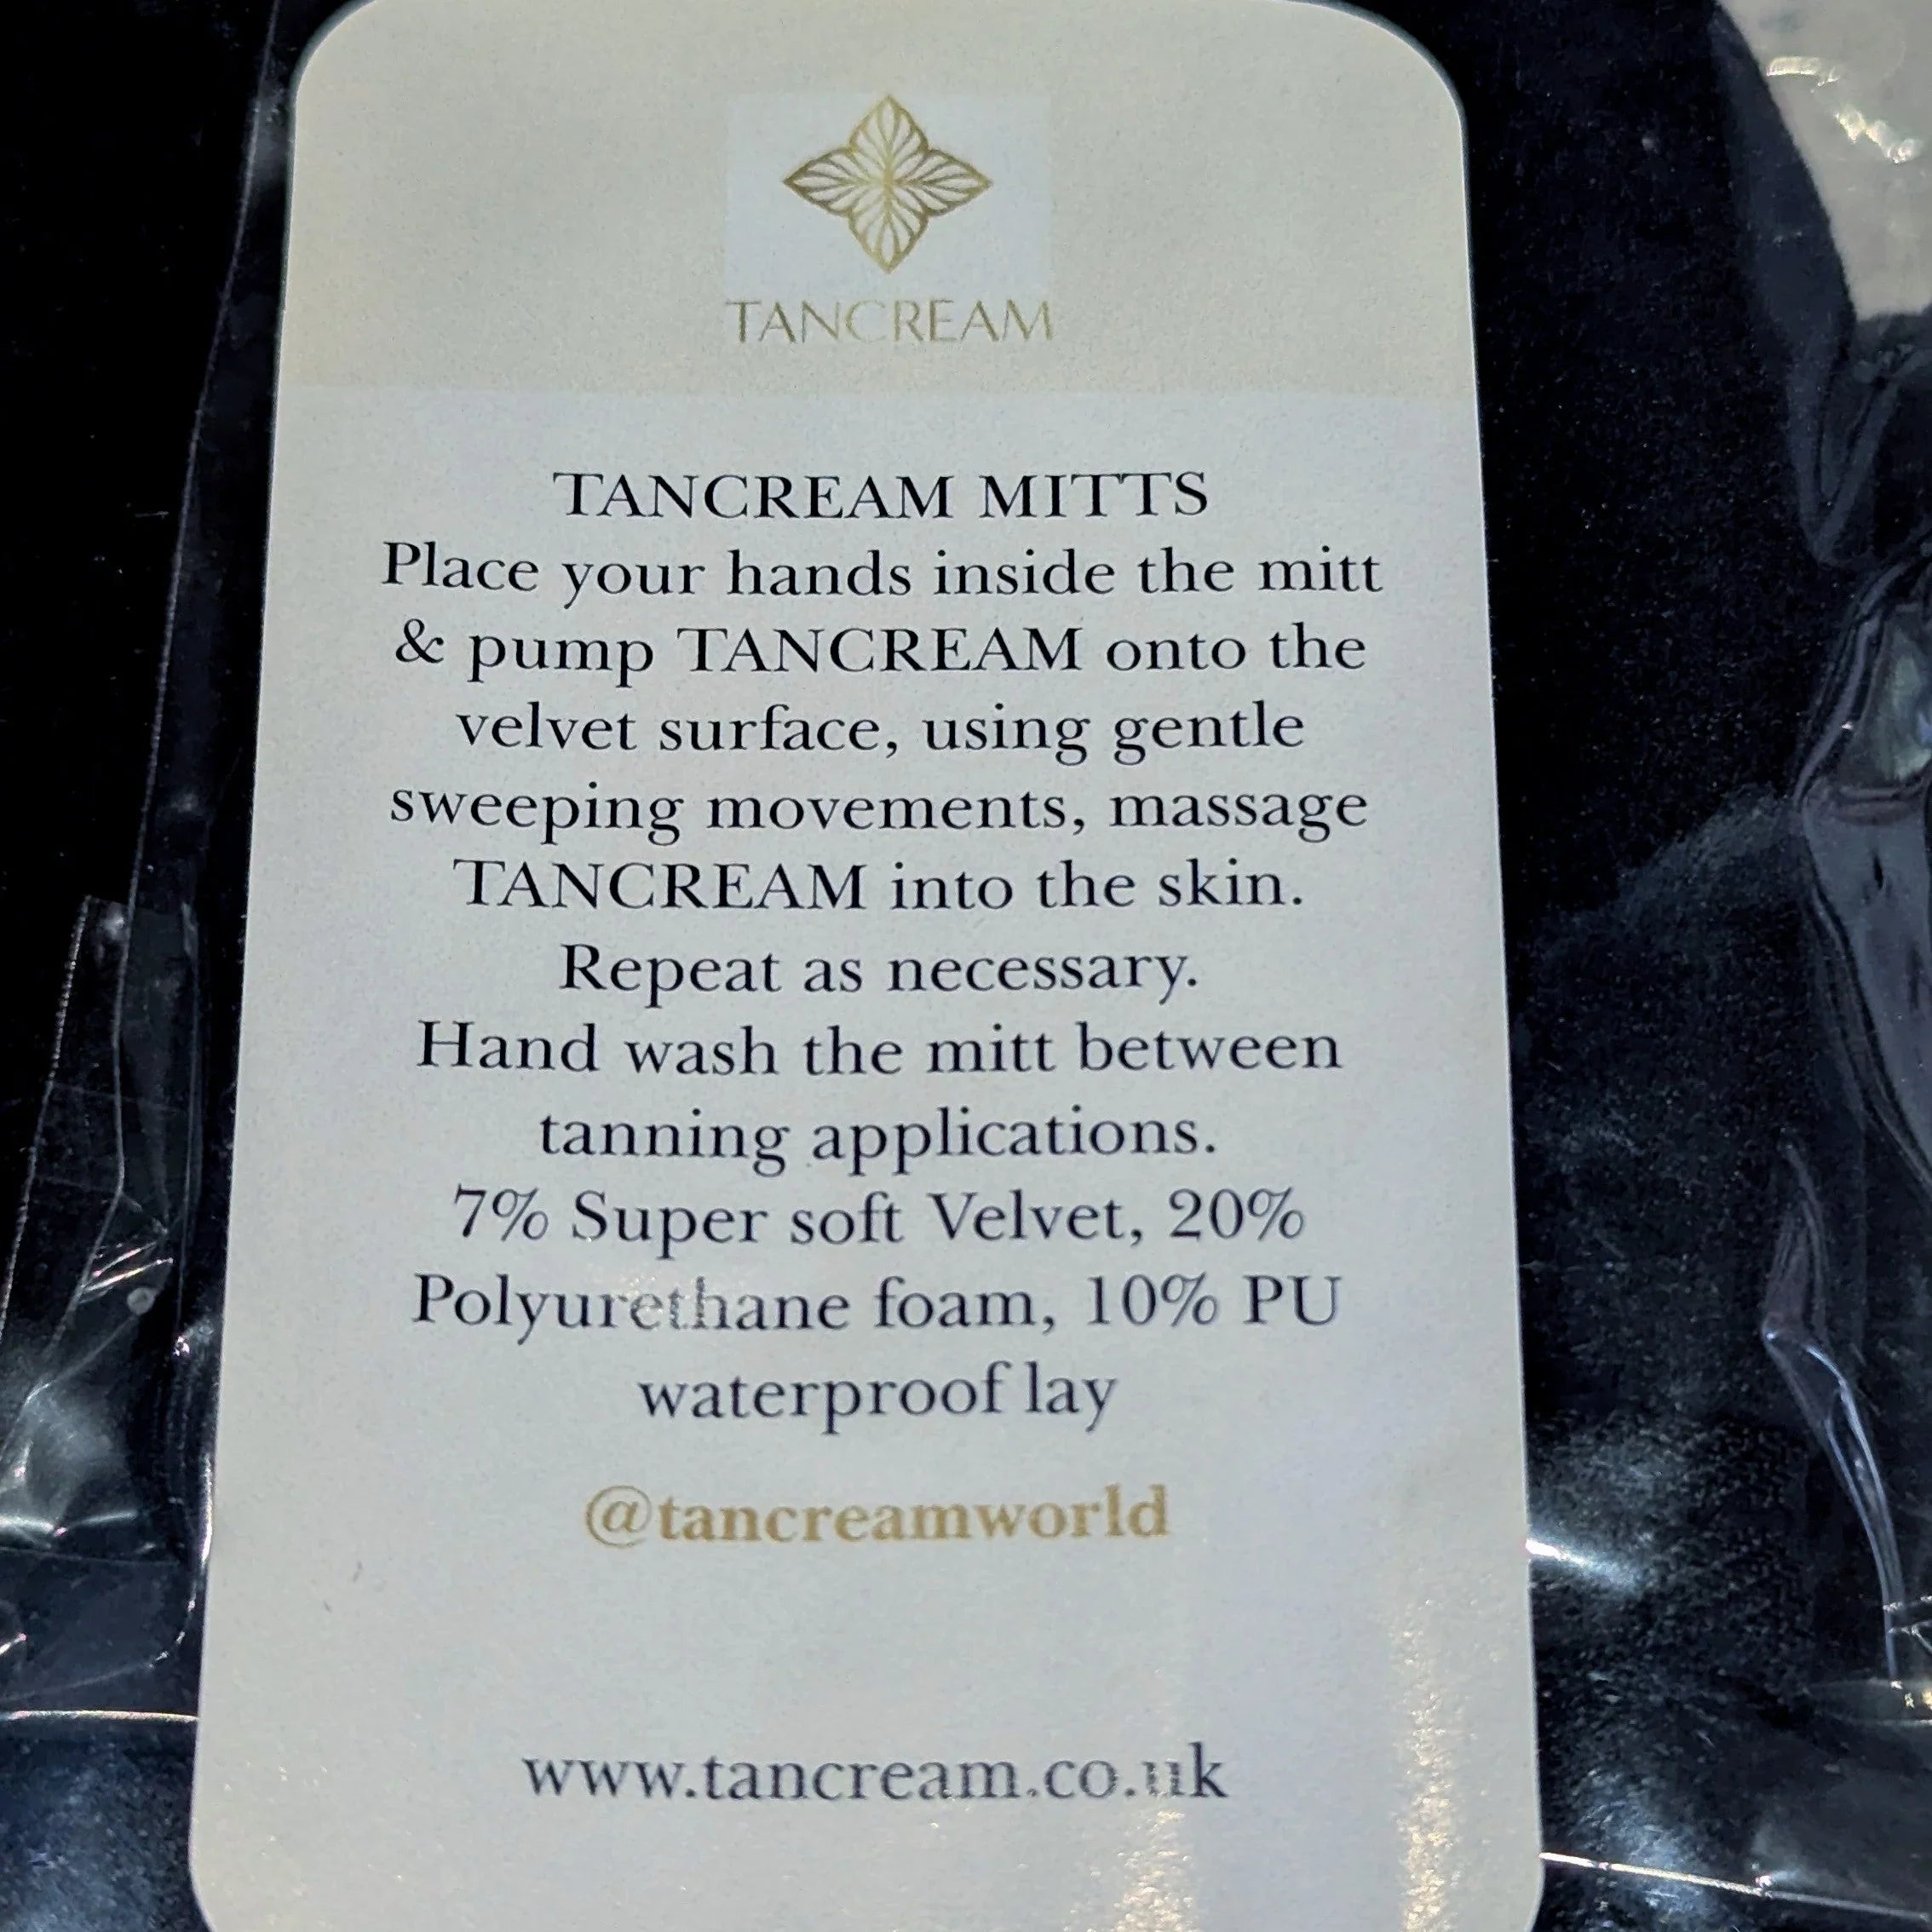 TANCREAM
TANCREAM MITTS
Place your hands inside the mitt
& pump TANCREAM onto the
velvet surface, using gentle
sweeping movements, massage
TANCREAM into the skin.
Repeat as necessary.
Hand wash the mitt between
tanning applications.
7% Super soft Velvet, 20%
Polyurethane foam, 10% PU
waterproof lay
@tancreamworld
www.tancream.co.uk